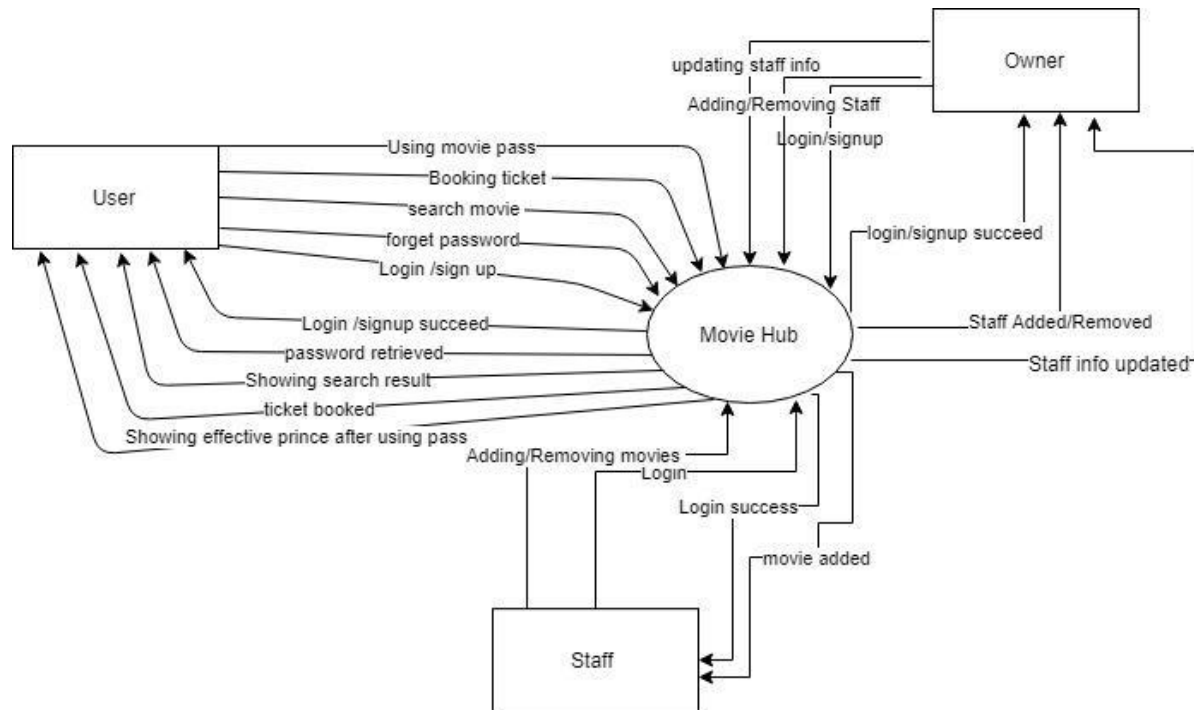 Owner
updating staff info
Adding/Removing Staff
Login/signup
User
Using movie pass
Booking ticket
search movie
forget password
Login /sign up
login/signup succeed
Login /signup succeed
Movie Hub
Staff Added/Removed
password retrieved
Staff info updated
Showing search result
ticket booked
Showing effective prince after using pass
Adding/Removing movies
Login
Login success
movie added
Staff